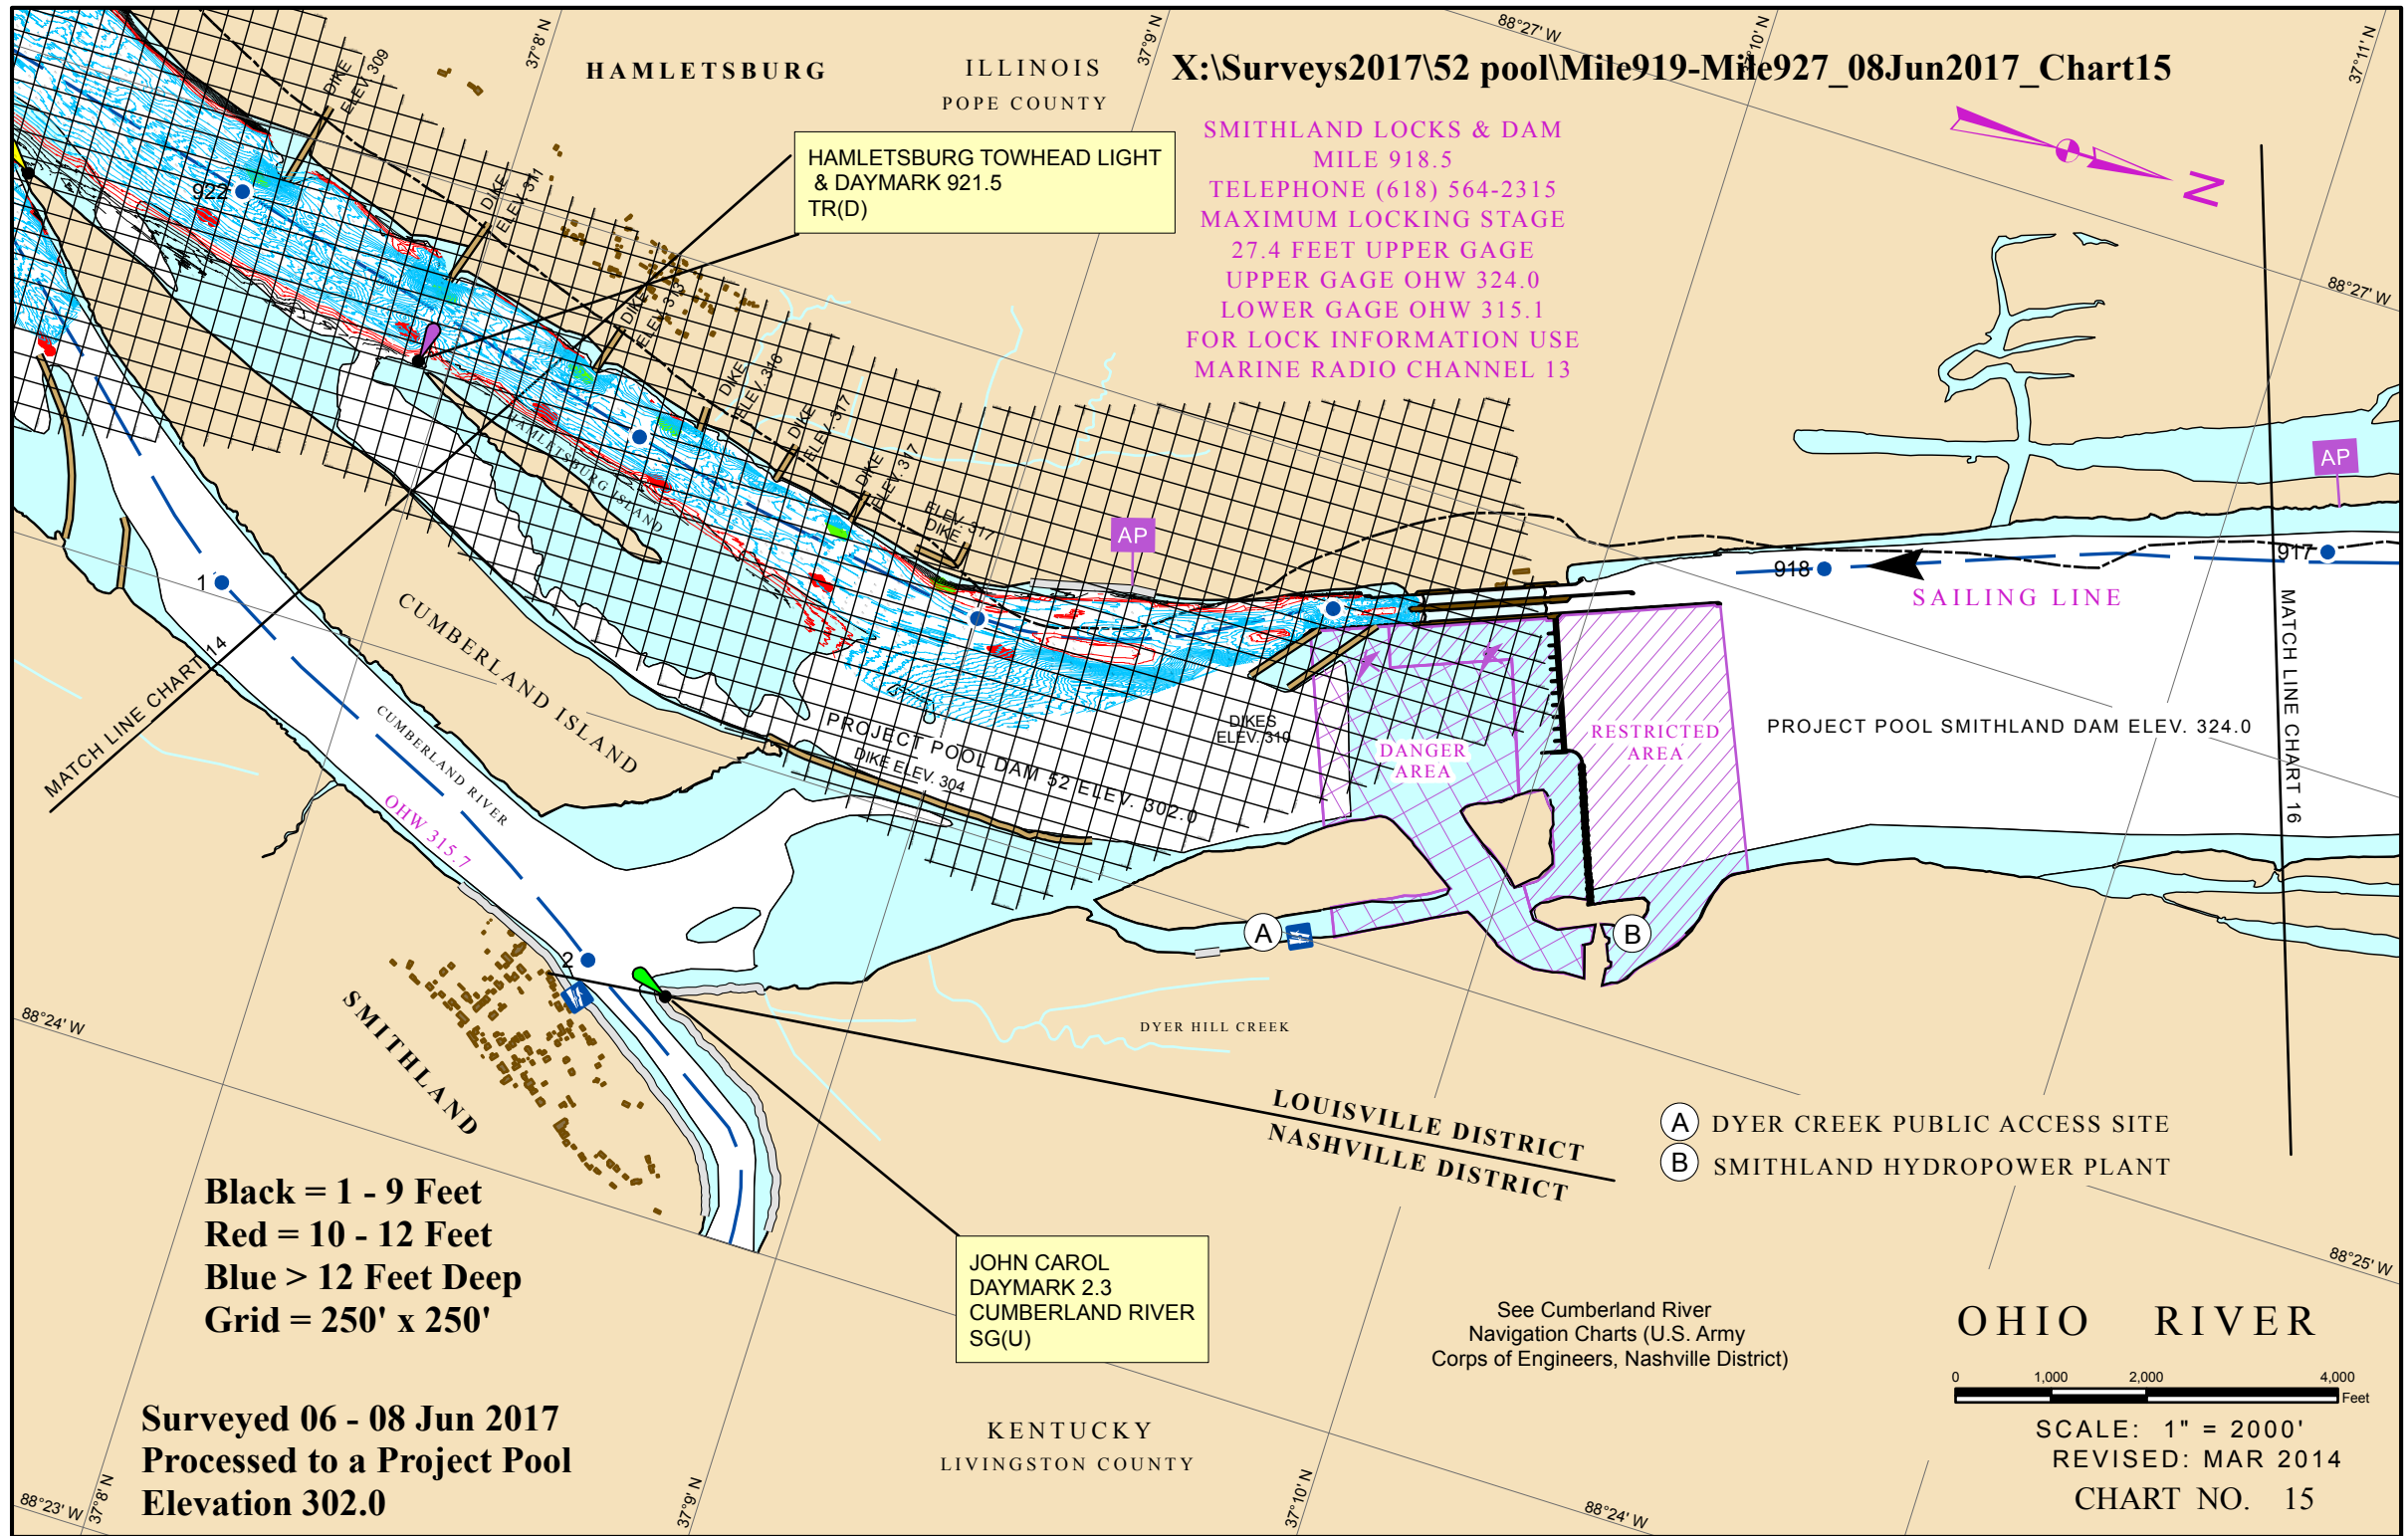 88°27' W
37°8' N
37°9' N
37°10' N
37°11' N
HAMLETSBURG
ILLINOIS
POPE COUNTY
X:\Surveys2017\52 pool\Mile919-Mile927_08Jun2017_Chart15
SMITHLAND LOCKS & DAM
MILE 918.5
TELEPHONE (618) 564-2315
MAXIMUM LOCKING STAGE
27.4 FEET UPPER GAGE
UPPER GAGE OHW 324.0
LOWER GAGE OHW 315.1
FOR LOCK INFORMATION USE
MARINE RADIO CHANNEL 13
N
HAMLETSBURG TOWHEAD LIGHT
& DAYMARK 921.5
TR(D)
DIKE
ELEV 309
DIKE
ELEV. 311
DIKE
ELEV. 313
DIKE
ELEV. 316
DIKE
ELEV. 317
DIKE
ELEV. 317
ELEV. 317
DIKE
922
88°27' W
AP
AP
HAMLETSBURG ISLAND
917
918
SAILING LINE
1
CUMBERLAND ISLAND
MATCH LINE CHART 14
MATCH LINE CHART 16
CUMBERLAND RIVER
OHW 315.7
PROJECT POOL DAM 52 ELEV. 302.0
DIKE ELEV. 304
DIKES
ELEV. 310
DANGER
AREA
RESTRICTED
AREA
PROJECT POOL SMITHLAND DAM ELEV. 324.0
A
B
2
SMITHLAND
88°24' W
DYER HILL CREEK
LOUISVILLE DISTRICT
NASHVILLE DISTRICT
A DYER CREEK PUBLIC ACCESS SITE
B SMITHLAND HYDROPOWER PLANT
Black = 1 - 9 Feet
Red = 10 - 12 Feet
Blue > 12 Feet Deep
Grid = 250' x 250'
JOHN CAROL
DAYMARK 2.3
CUMBERLAND RIVER
SG(U)
88°25' W
See Cumberland River
Navigation Charts (U.S. Army
Corps of Engineers, Nashville District)
OHIO RIVER
0 1,000 2,000 4,000
Feet
SCALE: 1" = 2000'
REVISED: MAR 2014
CHART NO. 15
Surveyed 06 - 08 Jun 2017
Processed to a Project Pool
Elevation 302.0
KENTUCKY
LIVINGSTON COUNTY
88°23' W
37°8' N
37°9' N
37°10' N
88°24' W